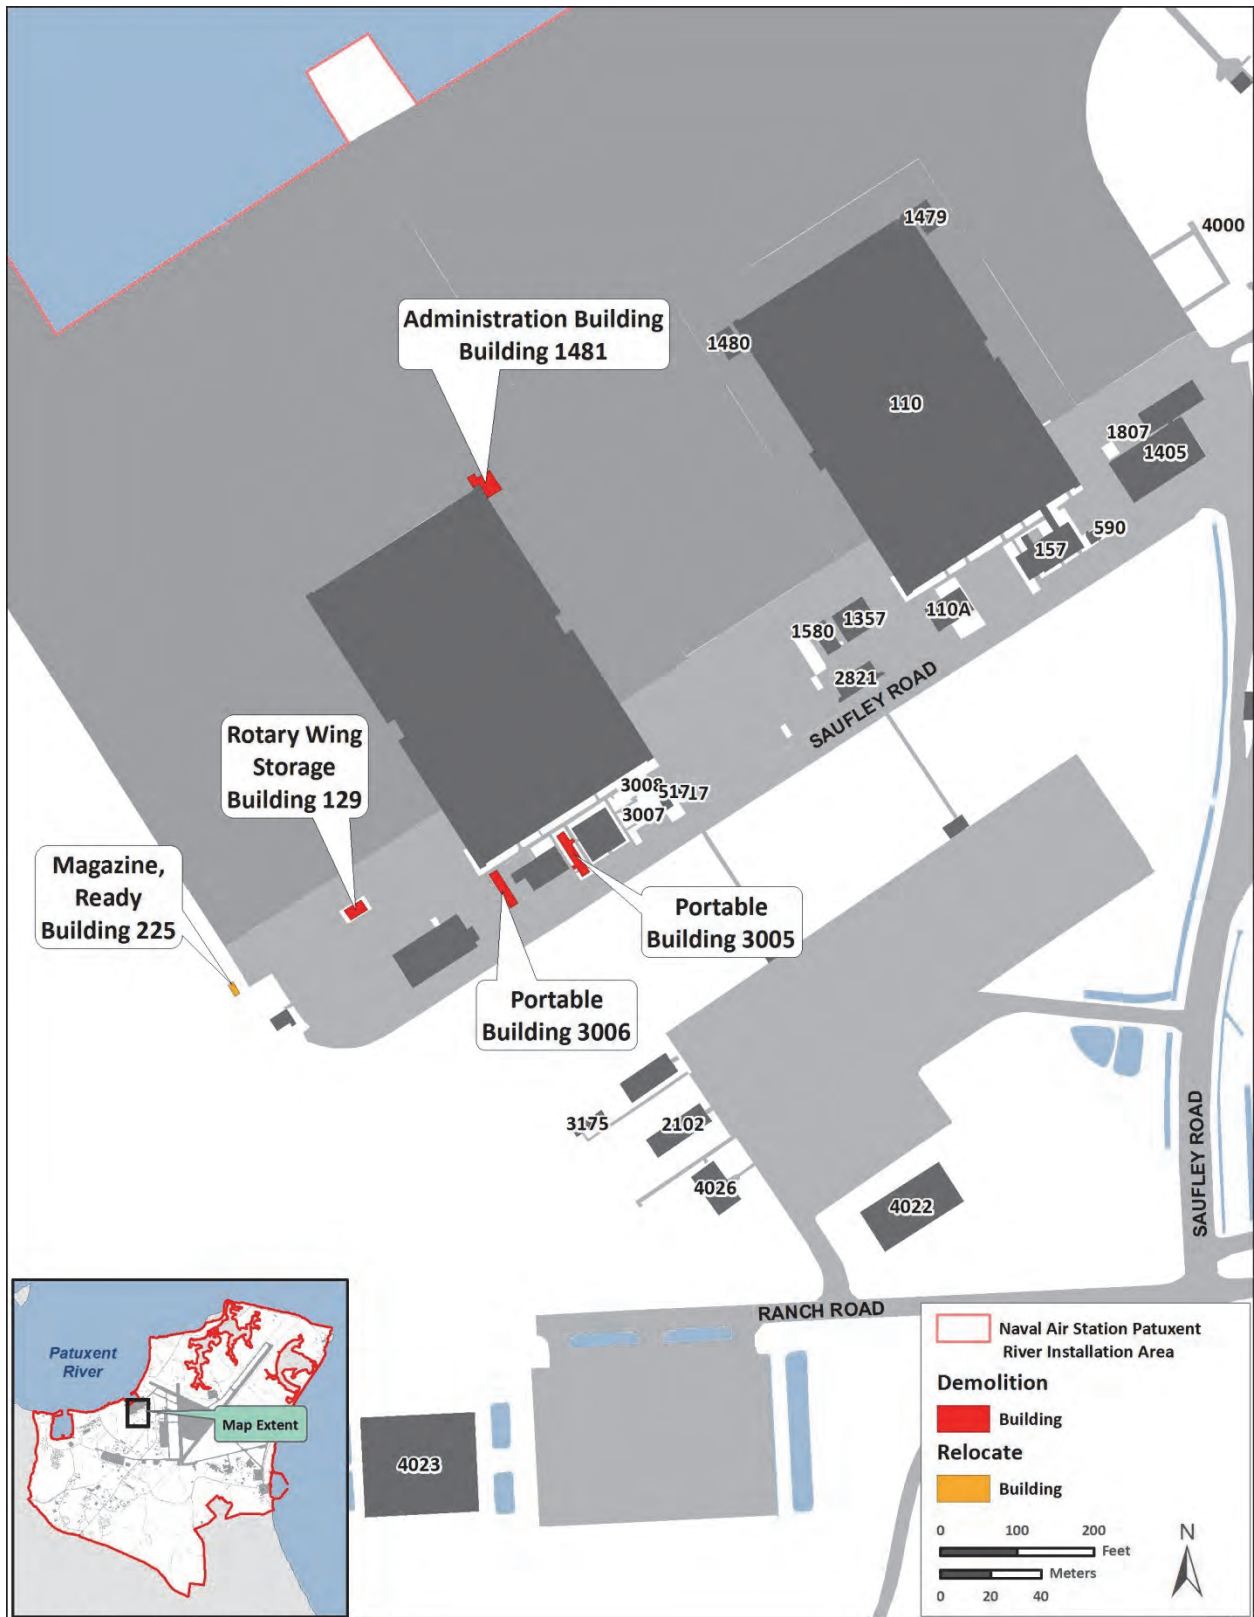 1479
4000
Administration Building
Building 1481
1480
110
1807
1405
590
157
110A
1357
1580
2821
SAUFLEY ROAD
Rotary Wing
Storage
Building 129
3008
517
17
3007
Magazine,
Ready
Building 225
Portable
Building 3005
Portable
Building 3006
3175
2102
4026
4022
SAUFLEY ROAD
RANCH ROAD
4023
Patuxent
River
Map Extent
Naval Air Station Patuxent
River Installation Area
Demolition
Building
Relocate
Building
0 100 200
Feet
Meters
0 20 40
N